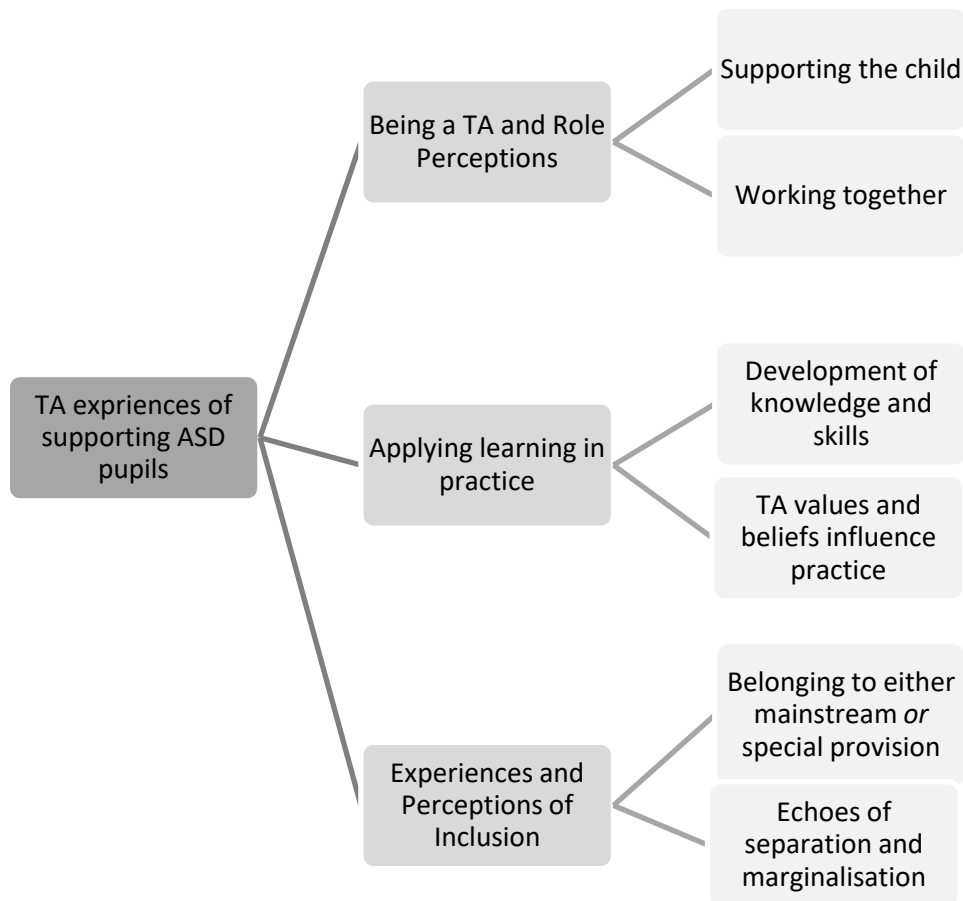 TA expriences of
supporting ASD
pupils
Being a TA and Role
Perceptions
Supporting the child
Working together
Applying learning in
practice
Development of
knowledge and
skills
TA values and
beliefs influence
practice
Experiences and
Perceptions of
Inclusion
Belonging to either
mainstream or
special provision
Echoes of
separation and
marginalisation